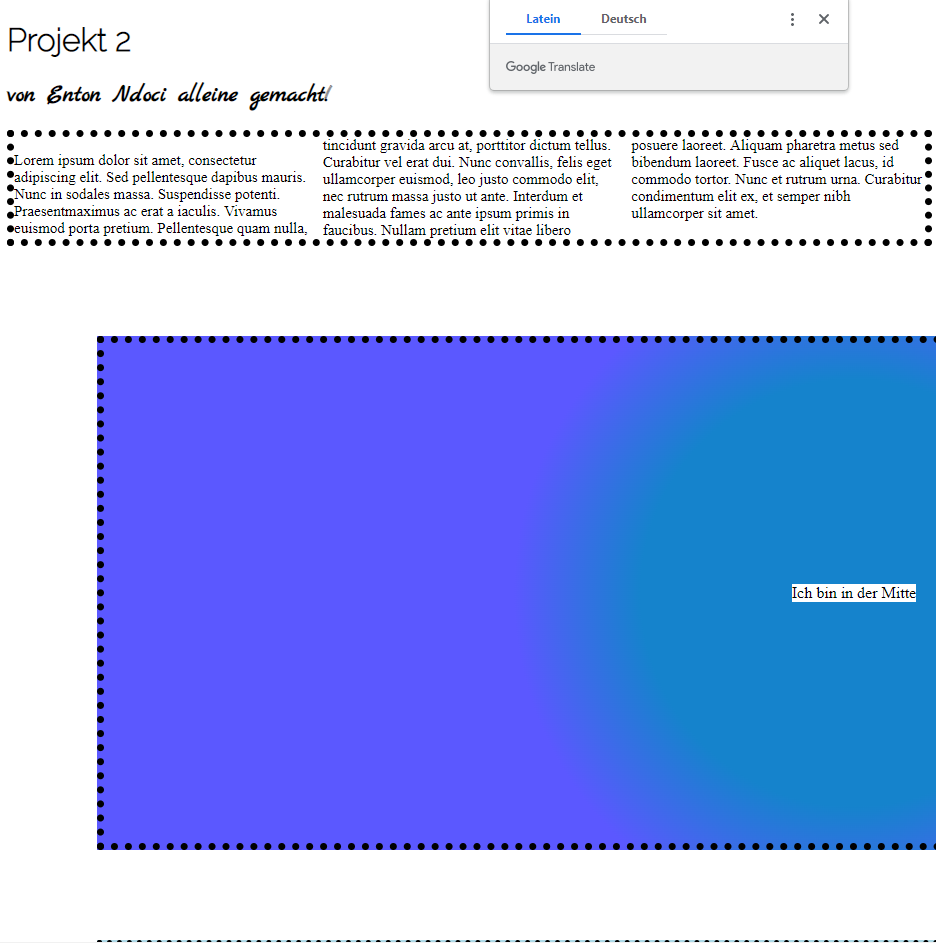 Latein Deutsch
Google Translate
Projekt 2
von Enton Ndoci alleine gemacht!
Lorem ipsum dolor sit amet, consectetur
adipiscing elit. Sed pellentesque dapibus mauris.
Nunc in sodales massa. Suspendisse potenti.
Praesentmaximus ac erat a iaculis. Vivamus
euismod porta pretium. Pellentesque quam nulla,
tincidunt gravida arcu at, porttitor dictum tellus.
Curabitur vel erat dui. Nunc convallis, felis eget
ullamcorper euismod, leo justo commodo elit,
nec rutrum massa justo ut ante. Interdum et
malesuada fames ac ante ipsum primis in
faucibus. Nullam pretium elit vitae libero
posuere laoreet. Aliquam pharetra metus sed
bibendum laoreet. Fusce ac aliquet lacus, id
commodo tortor. Nunc et rutrum urna. Curabitur
condimentum elit ex, et semper nibh
ullamcorper sit amet.
Ich bin in der Mitte